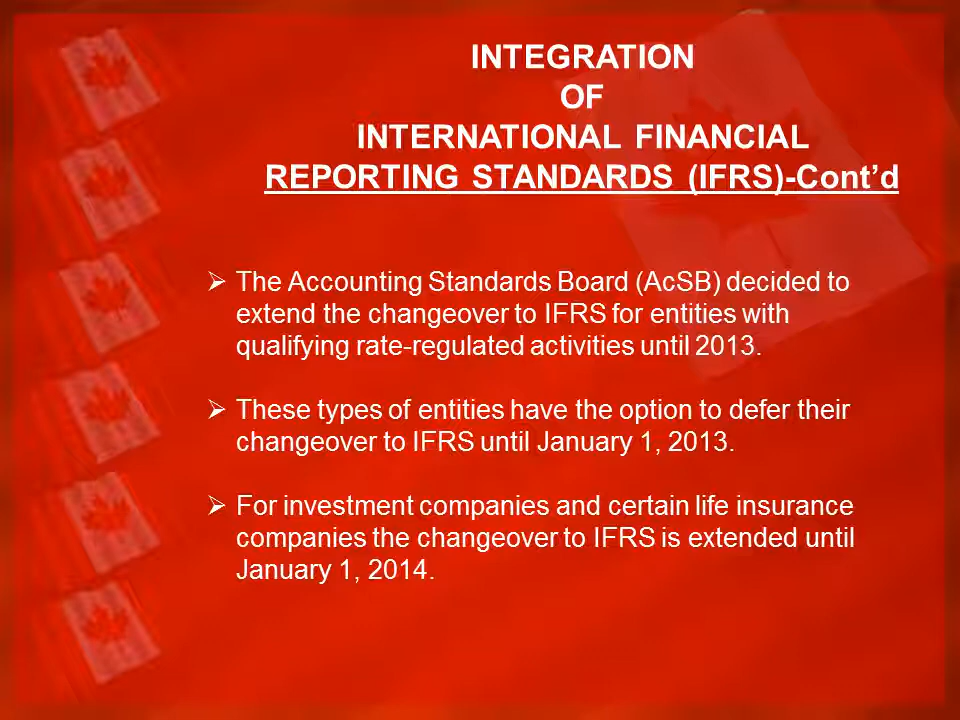 INTEGRATION
OF
INTERNATIONAL FINANCIAL
REPORTING STANDARDS (IFRS)-Cont’d
➢ The Accounting Standards Board (AcSB) decided to
extend the changeover to IFRS for entities with
qualifying rate-regulated activities until 2013.
➢ These types of entities have the option to defer their
changeover to IFRS until January 1, 2013.
➢ For investment companies and certain life insurance
companies the changeover to IFRS is extended until
January 1, 2014.